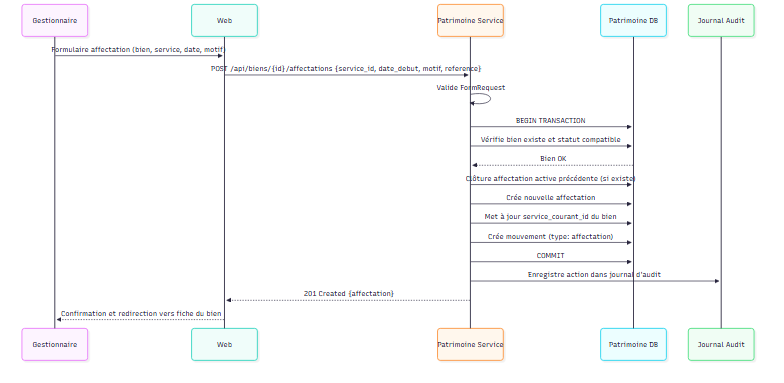 Gestionnaire
Web
Patrimoine Service
Patrimoine DB
Journal Audit
Formulaire affectation (bien, service, date, motif)
POST /api/biens/{id}/affectations {service_id, date_debut, motif, reference}
Valide FormRequest
BEGIN TRANSACTION
Vérifie bien existe et statut compatible
Bien OK
Clôture affectation active précédente (si existe)
Crée nouvelle affectation
Met à jour service_courant_id du bien
Crée mouvement (type: affectation)
COMMIT
Enregistre action dans journal d'audit
201 Created {affectation}
Confirmation et redirection vers fiche du bien
Gestionnaire
Web
Patrimoine Service
Patrimoine DB
Journal Audit